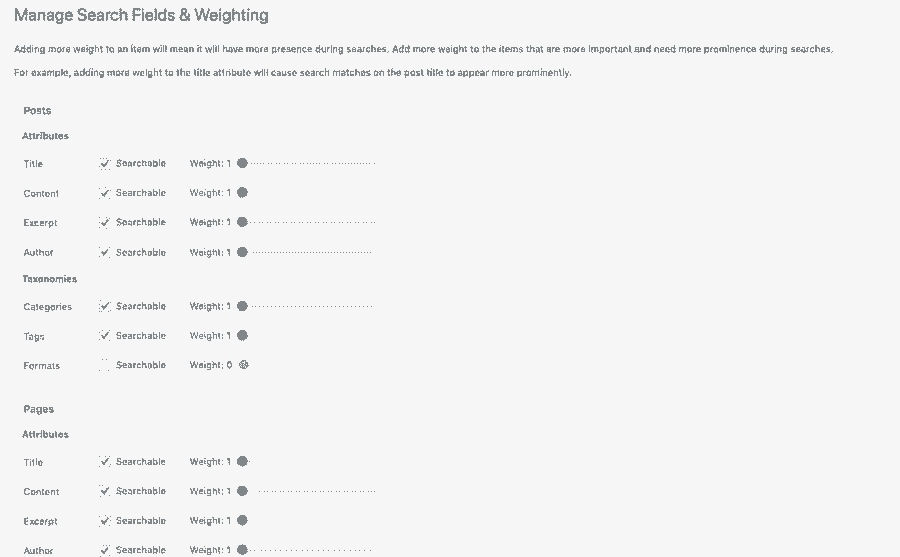 Manage Search Fields & Weighting
Adding more weight to an item will mean it will have more presence during searches. Add more weight to the items that are more important and need more prominence during searches.
For example, adding more weight to the title attribute will cause search matches on the post title to appear more prominently.
Posts
Attributes
Title Searchable Weight: 1
Content Searchable Weight: 1
Excerpt Searchable Weight: 1
Author Searchable Weight: 1
Taxonomies
Categories Searchable Weight: 1
Tags Searchable Weight: 1
Formats Searchable Weight: 0
Pages
Attributes
Title Searchable Weight: 1
Content Searchable Weight: 1
Excerpt Searchable Weight: 1
Author Searchable Weight: 1